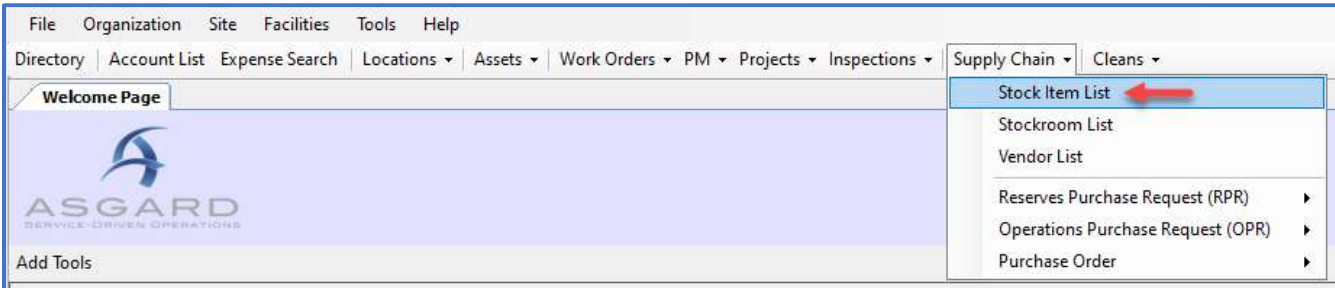 File Organization Site Facilities Tools Help
Directory Account List Expense Search Locations Assets Work Orders PM Projects Inspections Supply Chain Cleans
Welcome Page
Stock Item List
Stockroom List
Vendor List
Reserves Purchase Request (RPR)
Operations Purchase Request (OPR)
Purchase Order
ASGARD
SERVICE-DRIVEN OPERATIONS
Add Tools